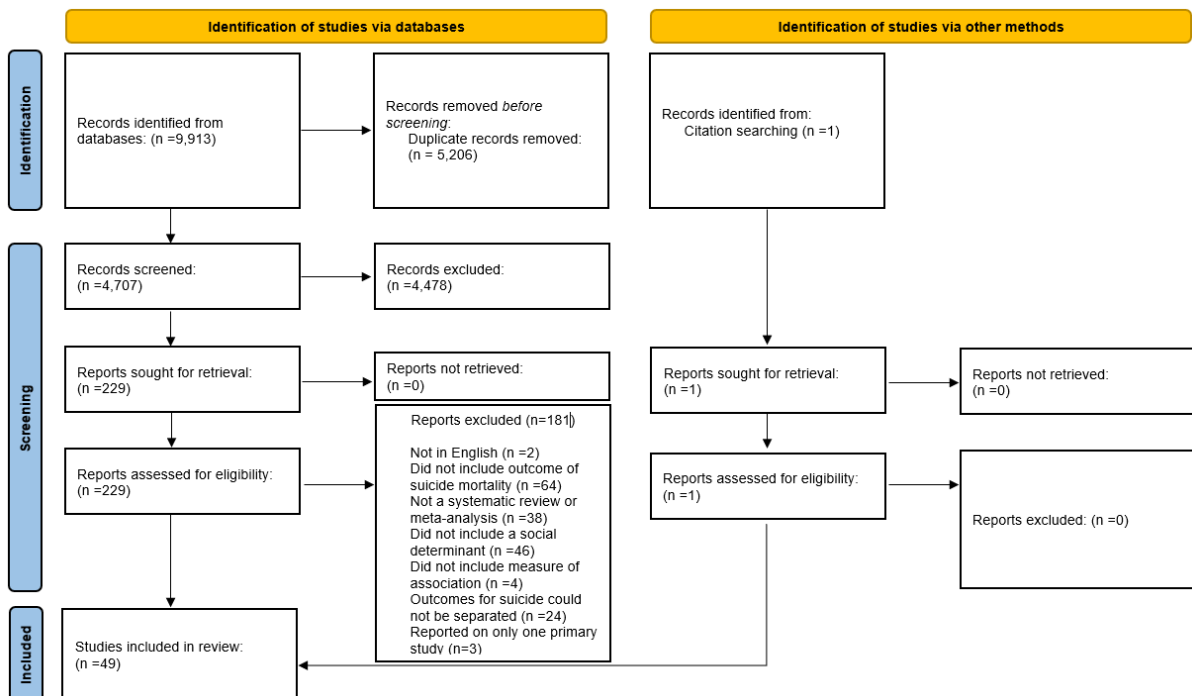 Identification of studies via databases
Identification of studies via other methods
Identification
Records identified from
databases: (n =9,913)
Records removed before
screening:
Duplicate records removed:
(n = 5,206)
Records identified from:
Citation searching (n =1)
Screening
Records screened:
(n =4,707)
Records excluded:
(n =4,478)
Reports sought for retrieval:
(n =229)
Reports not retrieved:
(n =0)
Reports sought for retrieval:
(n =1)
Reports not retrieved:
(n =0)
Reports assessed for eligibility:
(n =229)
Reports excluded (n=181)
Not in English (n =2)
Did not include outcome of
suicide mortality (n =64)
Not a systematic review or
meta-analysis (n =38)
Did not include a social
determinant (n =46)
Did not include measure of
association (n =4)
Outcomes for suicide could
not be separated (n =24)
Reported on only one primary
study (n=3)
Reports assessed for eligibility:
(n =1)
Reports excluded: (n =0)
Included
Studies included in review:
(n =49)